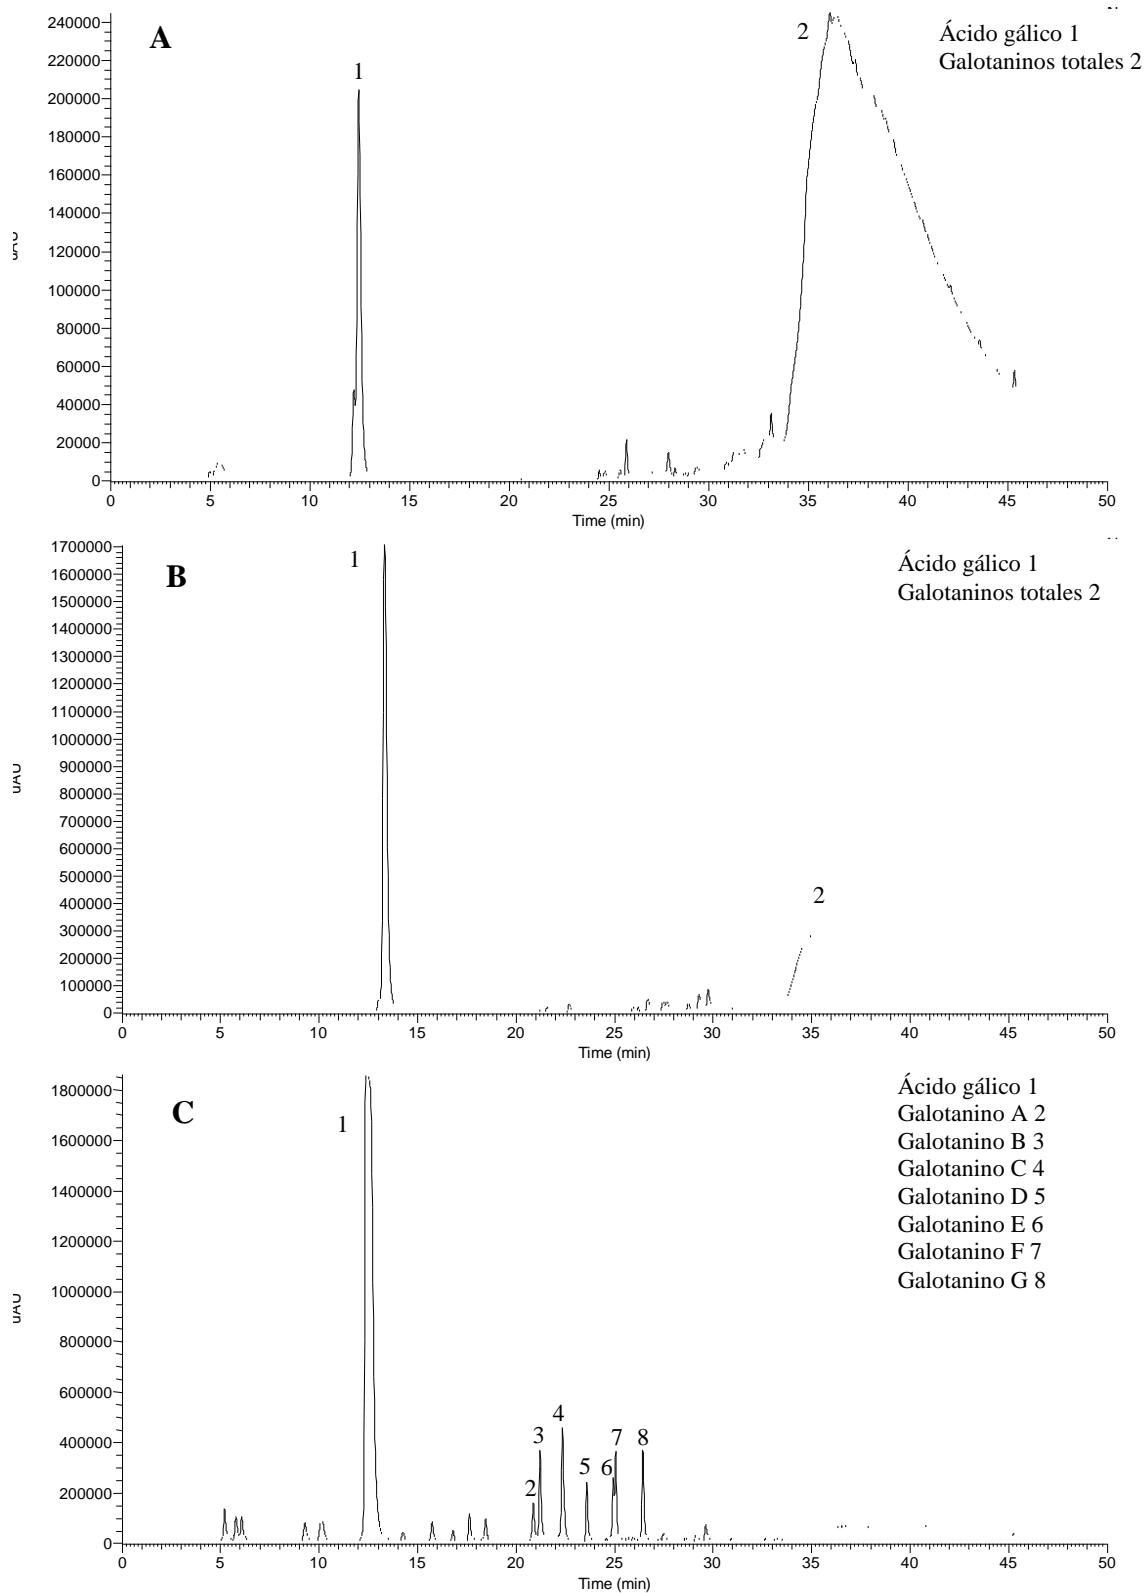 A
1
2
Ácido gálico 1
Galotaninos totales 2
240000
220000
200000
180000
160000
140000
120000
100000
80000
60000
40000
20000
0
0 5 10 15 20 25 30 35 40 45 50
Time (min)
B
1
2
Ácido gálico 1
Galotaninos totales 2
1700000
1600000
1500000
1400000
1300000
1200000
1100000
1000000
900000
800000
700000
600000
500000
400000
300000
200000
100000
0
uAU
0 5 10 15 20 25 30 35 40 45 50
Time (min)
C
1
2
3
4
5
6
7
8
Ácido gálico 1
Galotanino A 2
Galotanino B 3
Galotanino C 4
Galotanino D 5
Galotanino E 6
Galotanino F 7
Galotanino G 8
1800000
1600000
1400000
1200000
1000000
800000
600000
400000
200000
0
uAU
0 5 10 15 20 25 30 35 40 45 50
Time (min)